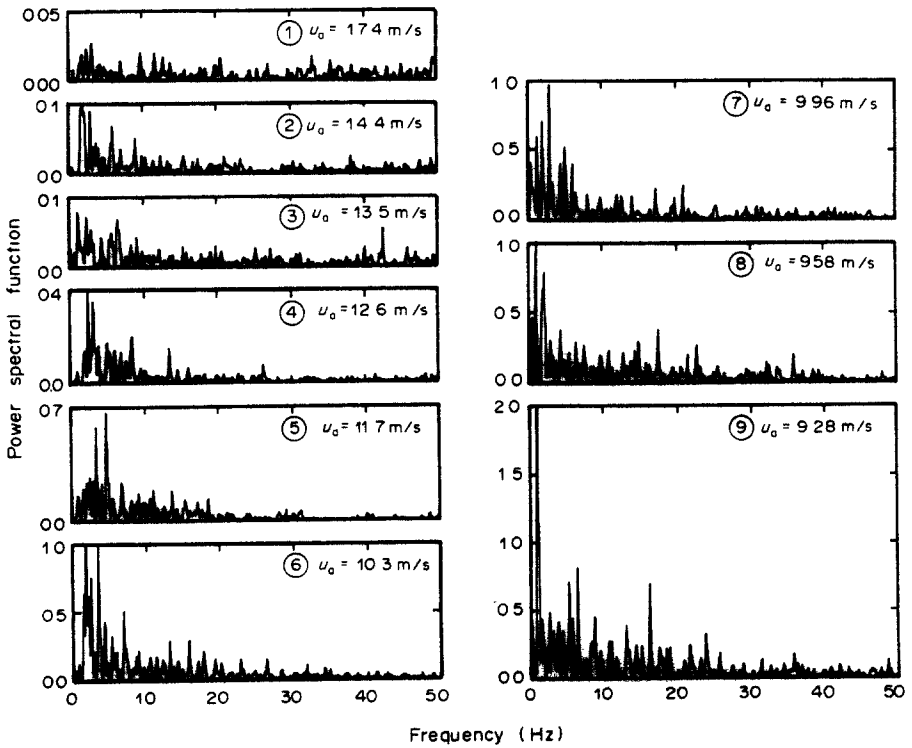 Power spectral function
0.05
0.00
① u_a = 17.4 m/s
0.1
0.0
② u_a = 14.4 m/s
0.1
0.0
③ u_a = 13.5 m/s
0.4
0.0
④ u_a = 12.6 m/s
0.7
0.0
⑤ u_a = 11.7 m/s
1.0
0.5
0.0
⑥ u_a = 10.3 m/s
0 10 20 30 40 50
1.0
0.5
0.0
⑦ u_a = 9.96 m/s
1.0
0.5
0.0
⑧ u_a = 9.58 m/s
2.0
1.5
1.0
0.5
0.0
⑨ u_a = 9.28 m/s
0 10 20 30 40 50
Frequency (Hz)